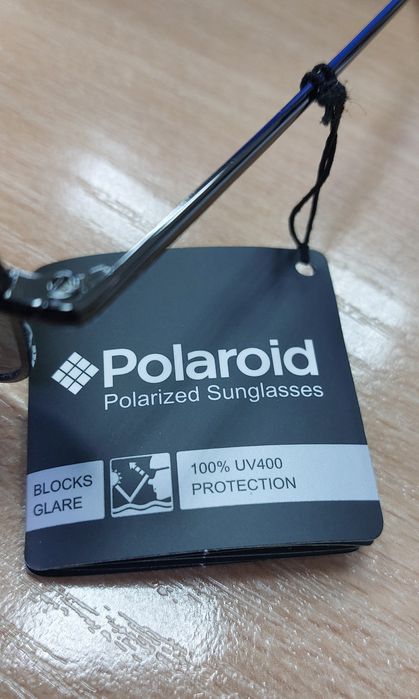 Polaroid
Polarized Sunglasses
BLOCKS
GLARE
100% UV400
PROTECTION